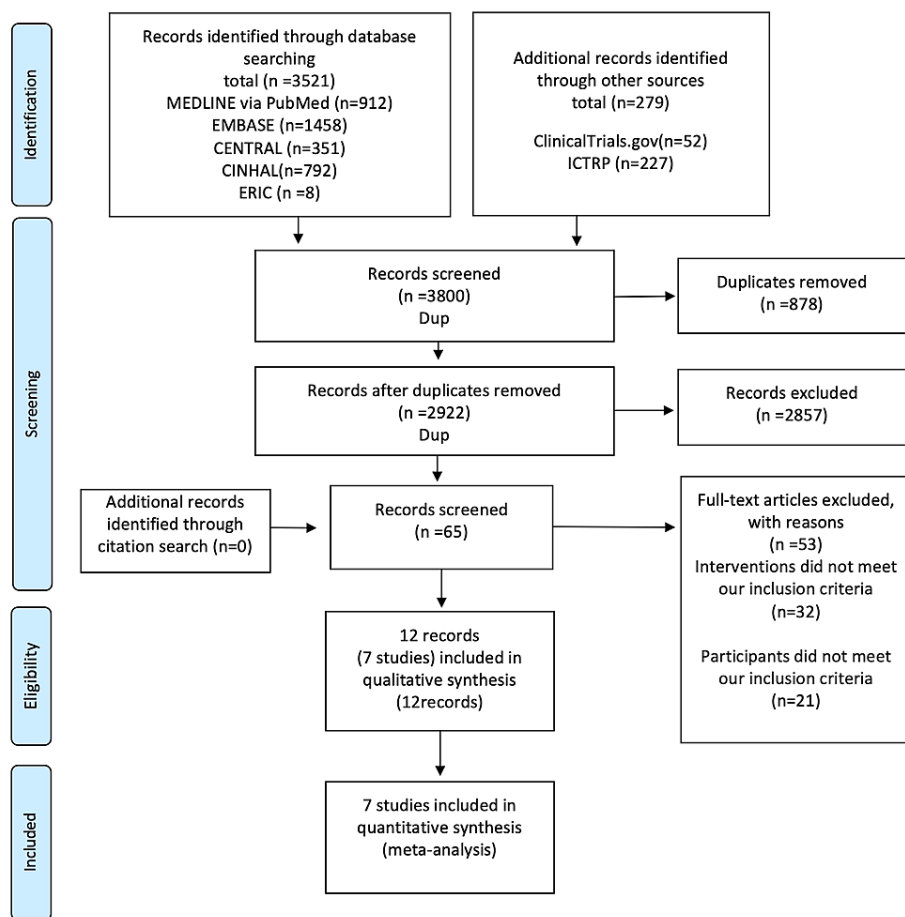 Identification
Records identified through database
searching
total (n =3521)
MEDLINE via PubMed (n=912)
EMBASE (n=1458)
CENTRAL (n=351)
CINHAL(n=792)
ERIC (n =8)
Additional records identified
through other sources
total (n=279)
ClinicalTrials.gov(n=52)
ICTRP (n=227)
Screening
Records screened
(n =3800)
Dup
Duplicates removed
(n =878)
Records after duplicates removed
(n =2922)
Dup
Records excluded
(n =2857)
Additional records
identified through
citation search (n=0)
Records screened
(n =65)
Full-text articles excluded,
with reasons
(n =53)
Interventions did not meet
our inclusion criteria
(n=32)
Participants did not meet
our inclusion criteria
(n=21)
Eligibility
12 records
(7 studies) included in
qualitative synthesis
(12records)
Included
7 studies included in
quantitative synthesis
(meta-analysis)